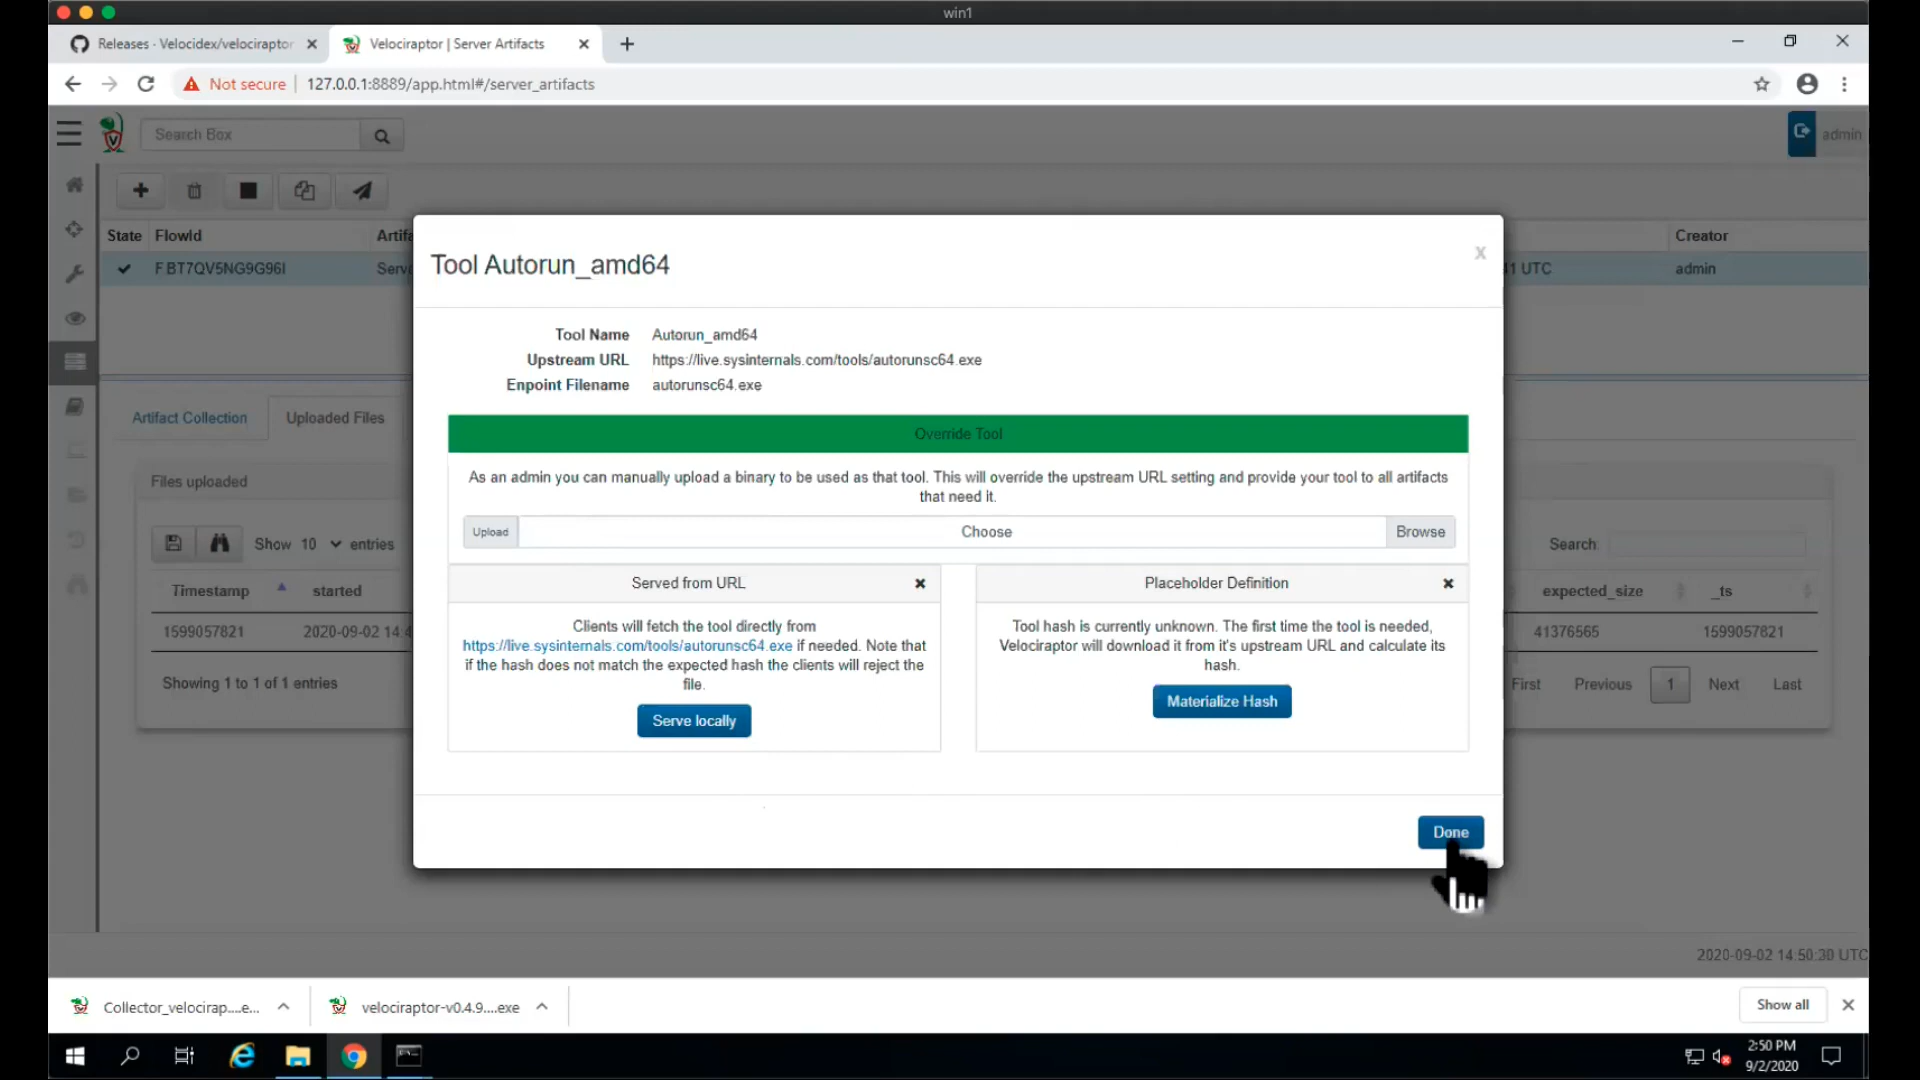 win1
Releases · Velocidex/velociraptor
Velociraptor | Server Artifacts
Not secure
127.0.0.1:8889/app.html#/server_artifacts
Search Box
admin
State
FlowId
Artifa
Creator
F.BT7QV5NG9G96I
Serv
UTC
admin
Tool Autorun_amd64
X
Tool Name
Autorun_amd64
Upstream URL
https://live.sysinternals.com/tools/autorunsc64.exe
Enpoint Filename
autorunsc64.exe
Artifact Collection
Uploaded Files
Override Tool
As an admin you can manually upload a binary to be used as that tool. This will override the upstream URL setting and provide your tool to all artifacts
that need it.
Files uploaded
Upload
Choose
Browse
Show 10 entries
Search:
Timestamp
started
expected_size
_ts
1599057821
2020-09-02 14:4
41376565
1599057821
Showing 1 to 1 of 1 entries
First
Previous
1
Next
Last
Served from URL
Clients will fetch the tool directly from
https://live.sysinternals.com/tools/autorunsc64.exe if needed. Note that
if the hash does not match the expected hash the clients will reject the
file.
Serve locally
Placeholder Definition
Tool hash is currently unknown. The first time the tool is needed,
Velociraptor will download it from it's upstream URL and calculate its
hash.
Materialize Hash
Done
2020-09-02 14:50:30 UTC
Collector_velocirap....e...
velociraptor-v0.4.9....exe
Show all
2:50 PM
9/2/2020